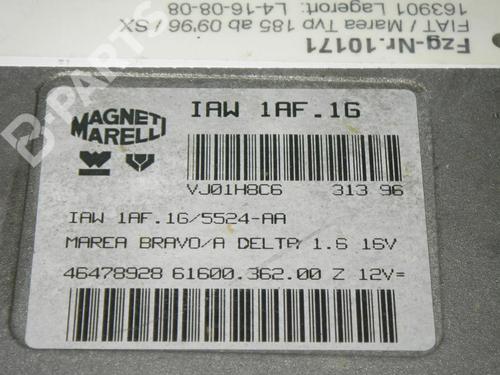 Fzg-Nr.10171
FIAT / Marea Typ 185 ab 09'96 / SX
163901 Lagerort: L4-16-08-08
B-PARTS
MAGNETI
MARELLI
IAW 1AF.16
VJ01H8C6 313 96
IAW 1AF.16/5524-AA
MAREA BRAVO/A DELTA 1.6 16V
46478928 61600.362.00 Z 12V=